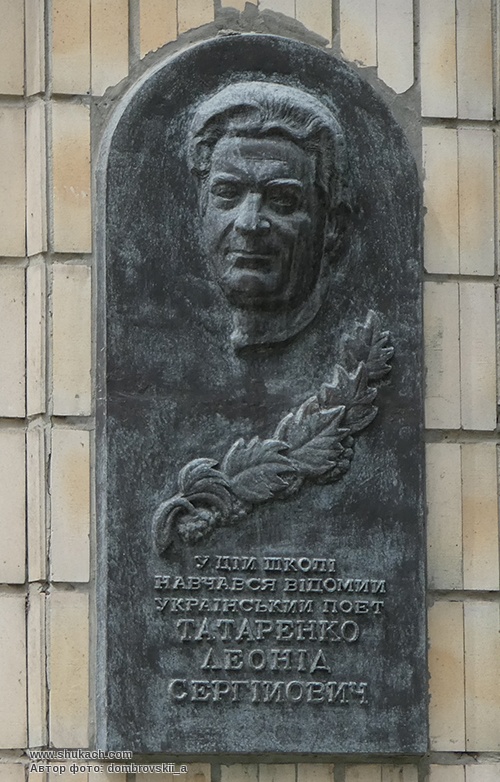 У ЦІЙ ШКОЛІ
НАВЧАВСЯ ВІДОМИЙ
УКРАЇНСЬКИЙ ПОЕТ
ТАТАРЕНКО
ЛЕОНІД
СЕРГІЙОВИЧ
www.shukach.com
Автор фото: dombrovskii_a